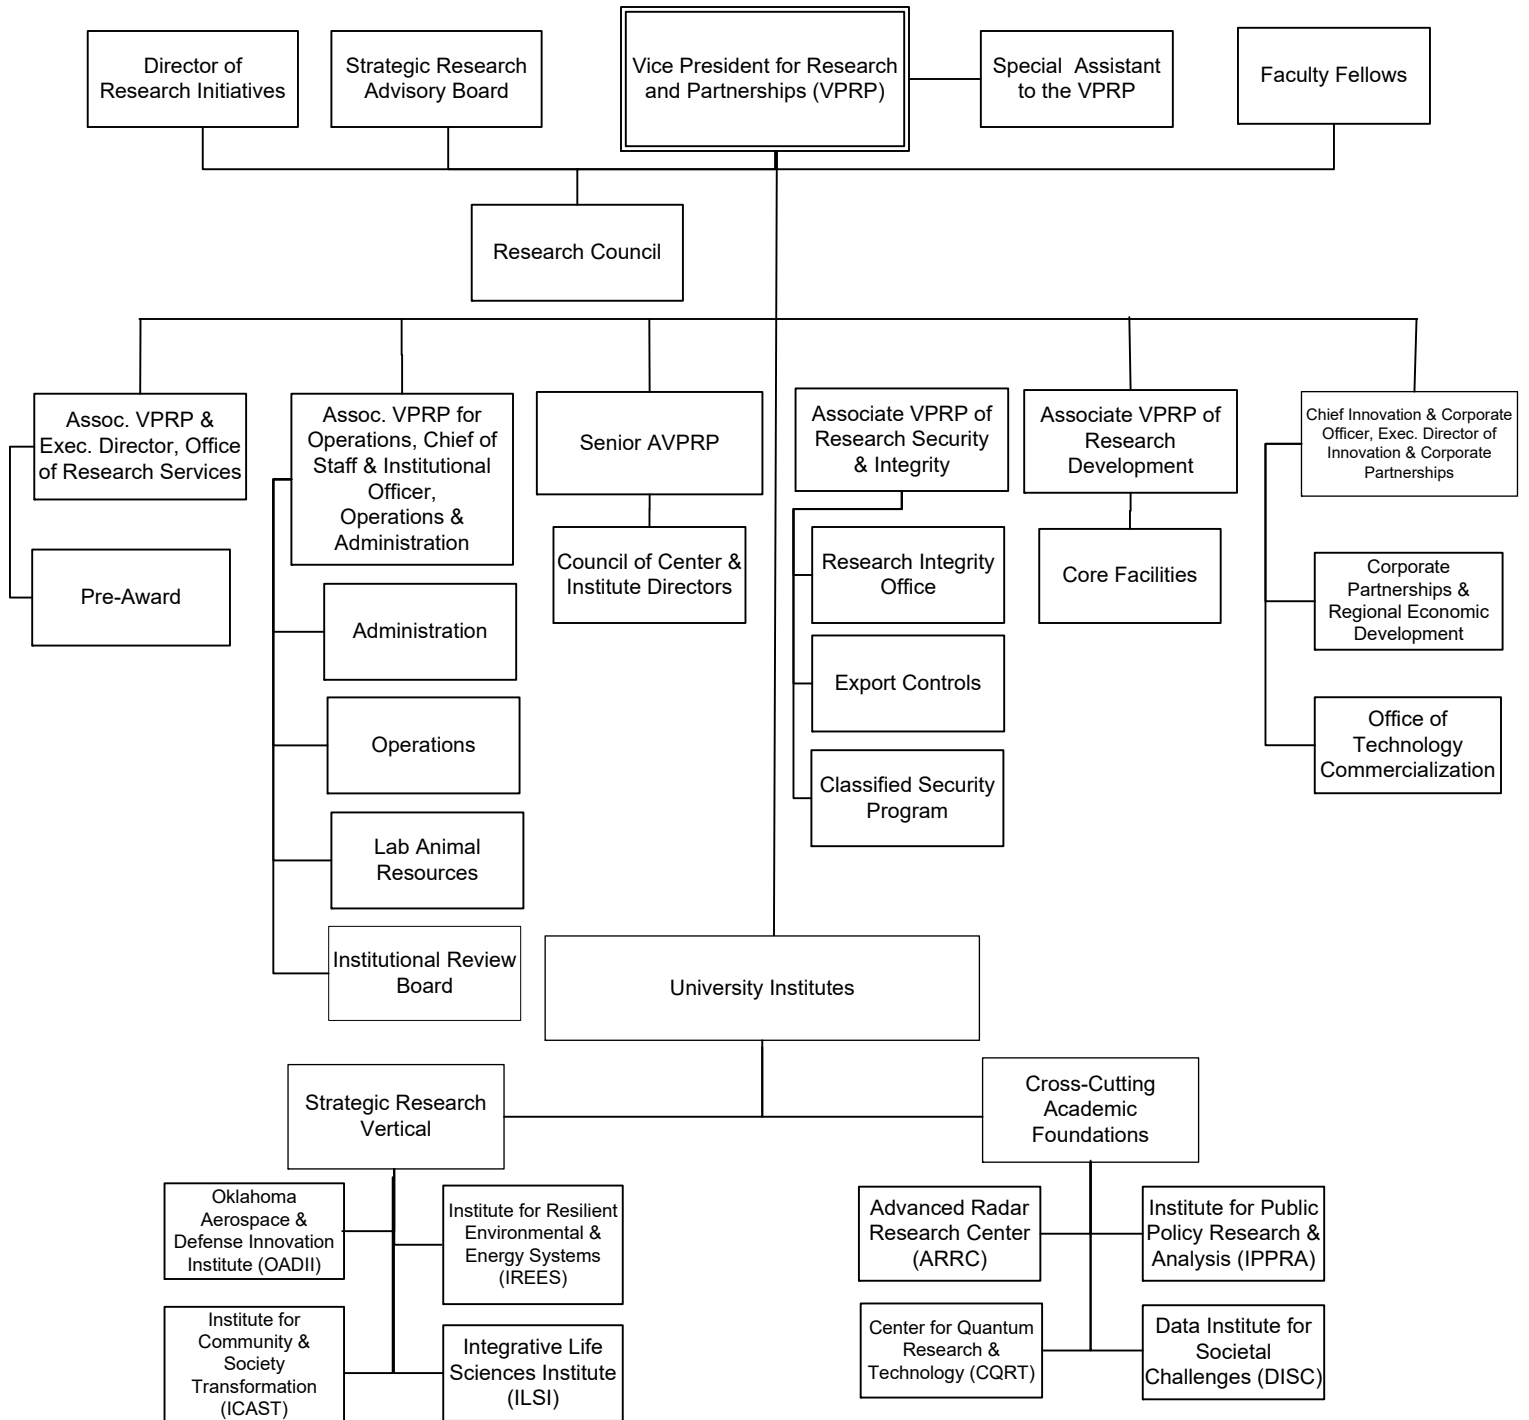 Director of
Research Initiatives
Strategic Research
Advisory Board
Vice President for Research
and Partnerships (VPRP)
Special Assistant
to the VPRP
Faculty Fellows
Research Council
Assoc. VPRP &
Exec. Director, Office
of Research Services
Assoc. VPRP for
Operations, Chief of
Staff & Institutional
Officer,
Operations &
Administration
Senior AVPRP
Associate VPRP of
Research Security
& Integrity
Associate VPRP of
Research
Development
Chief Innovation & Corporate
Officer, Exec. Director of
Innovation & Corporate
Partnerships
Pre-Award
Administration
Operations
Lab Animal
Resources
Institutional Review
Board
Council of Center &
Institute Directors
Research Integrity
Office
Export Controls
Classified Security
Program
Core Facilities
Corporate
Partnerships &
Regional Economic
Development
Office of
Technology
Commercialization
University Institutes
Strategic Research
Vertical
Cross-Cutting
Academic
Foundations
Oklahoma
Aerospace &
Defense Innovation
Institute (OADII)
Institute for Resilient
Environmental &
Energy Systems
(IREES)
Institute for
Community &
Society
Transformation
(ICAST)
Integrative Life
Sciences Institute
(ILSI)
Advanced Radar
Research Center
(ARRC)
Institute for Public
Policy Research &
Analysis (IPPRA)
Center for Quantum
Research &
Technology (CQRT)
Data Institute for
Societal
Challenges (DISC)